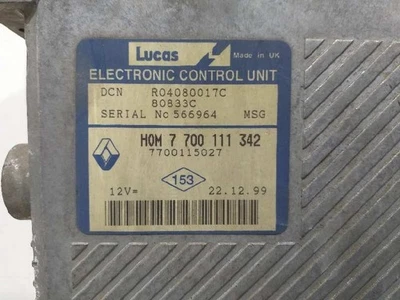 Lucas Made in UK
ELECTRONIC CONTROL UNIT
DCN R04080017C
80833C
SERIAL No 566964 MSG
HOM 7 700 111 342
7700115027
153
12V= 22.12.99